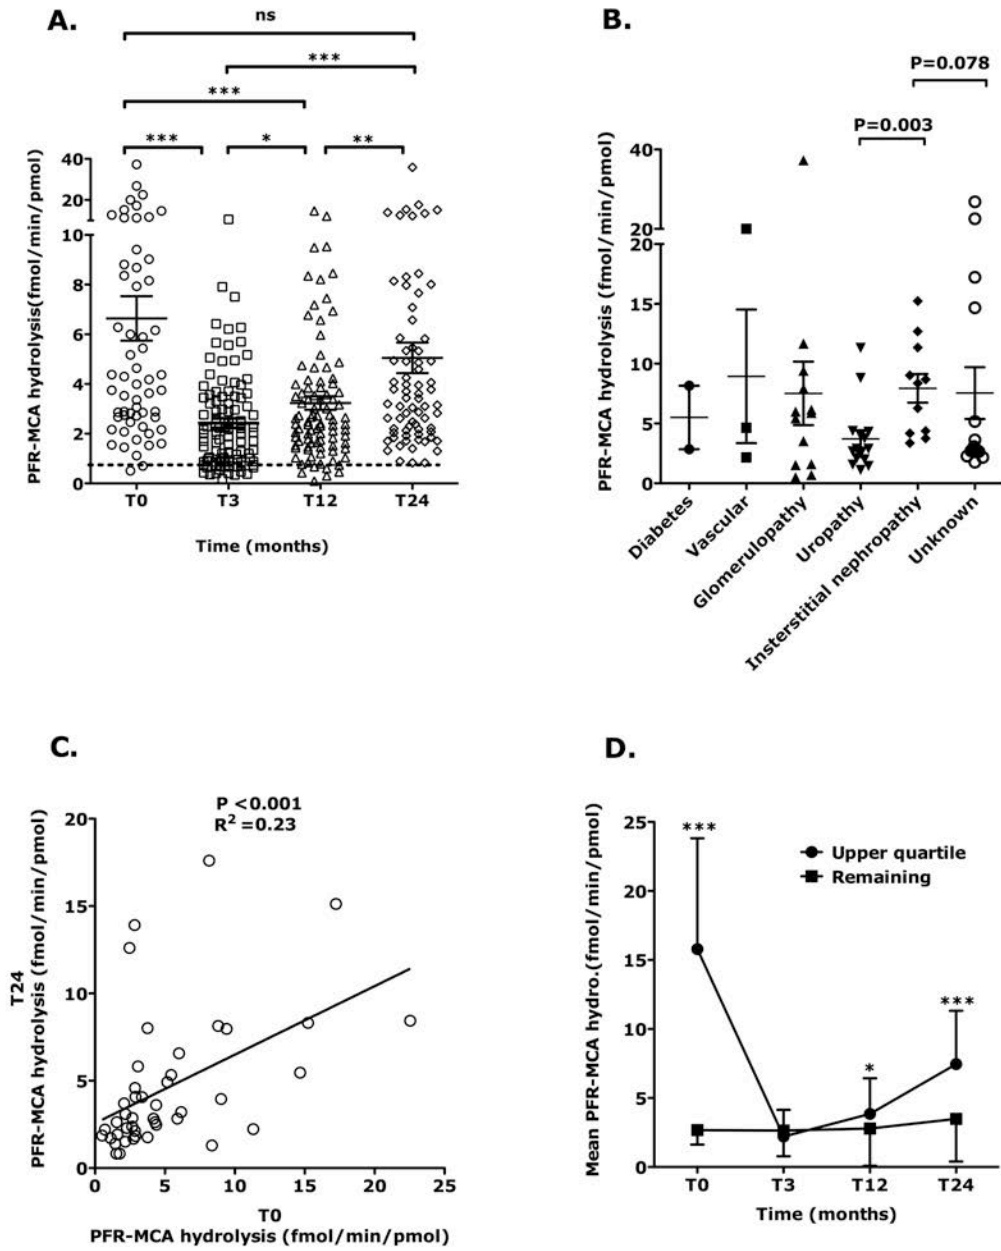 A.
ns
***
***
***
*
**
PFR-MCA hydrolysis(fmol/min/pmol)
40
20
10
8
6
4
2
0
T0 T3 T12 T24
Time (months)
B.
P=0.078
P=0.003
PFR-MCA hydrolysis (fmol/min/pmol)
40
20
20
15
10
5
0
Diabetes
Vascular
Glomerulopathy
Uropathy
Insterstitial nephropathy
Unknown
C.
P <0.001
R² =0.23
T24
PFR-MCA hydrolysis (fmol/min/pmol)
20
15
10
5
0
0 5 10 15 20 25
T0
PFR-MCA hydrolysis (fmol/min/pmol)
D.
Mean PFR-MCA hydro.(fmol/min/pmol)
25
20
15
10
5
0
***
Upper quartile
Remaining
*
***
T0 T3 T12 T24
Time (months)